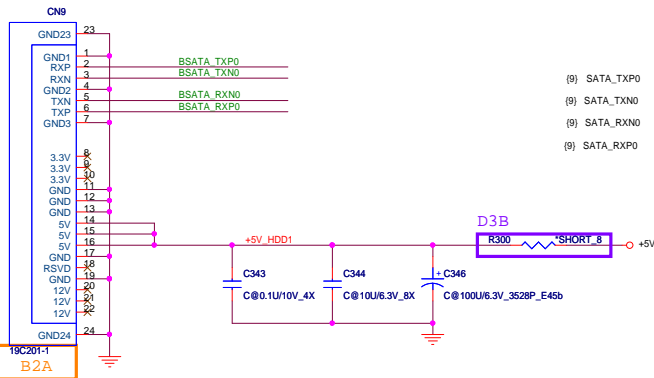 CN9
GND23 23
GND1 1
RXP 2 BSATA_TXP0
RXN 3 BSATA_TXN0
GND2 4
TXN 5 BSATA_RXN0
TXP 6 BSATA_RXP0
GND3 7
{9} SATA_TXP0
{9} SATA_TXN0
{9} SATA_RXN0
{9} SATA_RXP0
3.3V 8
3.3V 9
3.3V 10
GND 11
GND 12
GND 13
5V 14
5V 15
5V 16
GND 17
RSVD 18
GND 19
12V 20
12V 21
12V 22
GND24 24
19C201-1
B2A
+5V_HDD1
D3B
R300 *SHORT_8
+5V
C343
C@0.1U/10V_4X
C344
C@10U/6.3V_8X
+ C346
C@100U/6.3V_3528P_E45b